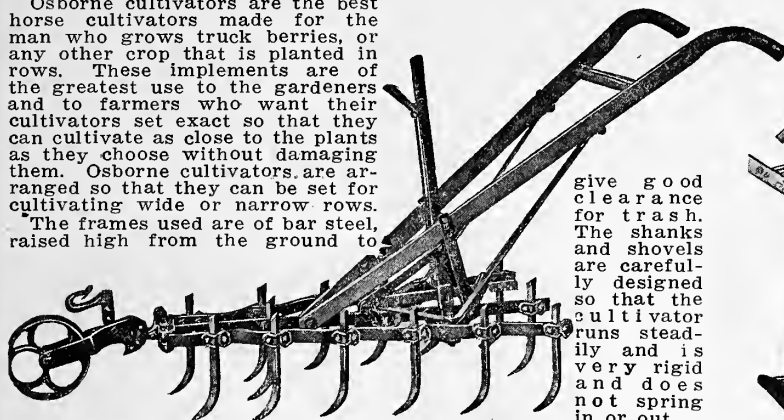 Osborne cultivators are the best
horse cultivators made for the
man who grows truck berries, or
any other crop that is planted in
rows. These implements are of
the greatest use to the gardeners
and to farmers who want their
cultivators set exact so that they
can cultivate as close to the plants
as they choose without damaging
them. Osborne cultivators are ar-
ranged so that they can be set for
cultivating wide or narrow rows.
The frames used are of bar steel,
raised high from the ground to
give good
clearance
for trash.
The shanks
and shovels
are careful-
ly designed
so that the
cultivator
runs stead-
ily and is
very rigid
and does
not spring
in or out